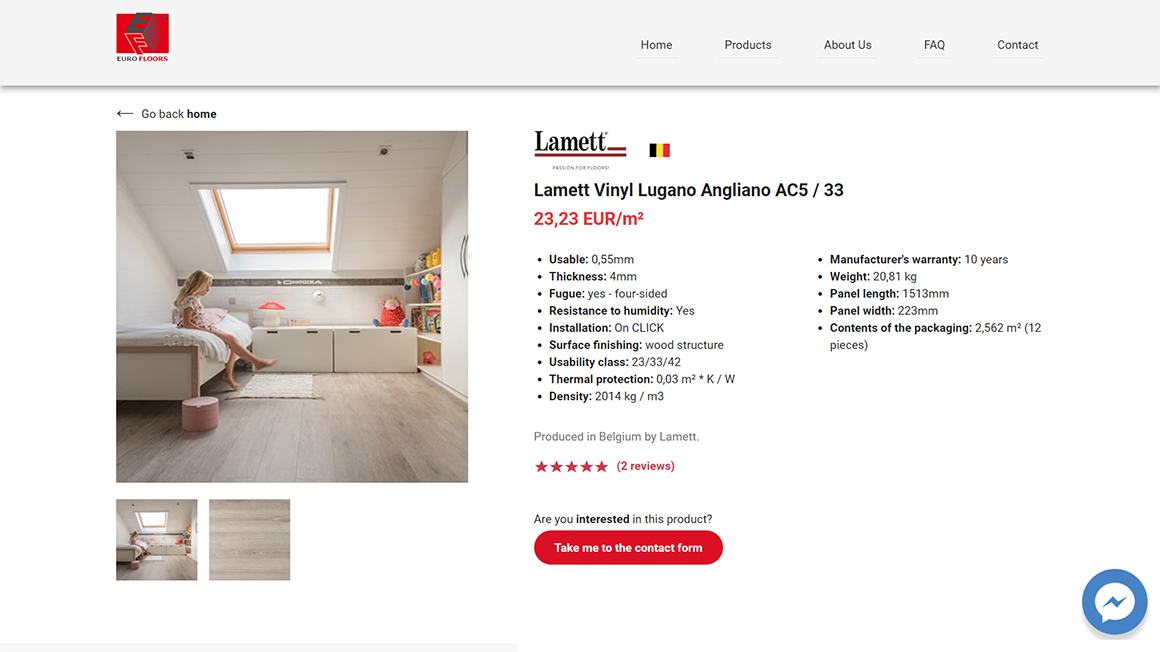 EURO FLOORS
Home
Products
About Us
FAQ
Contact
Go back home
Lamett®
PASSION FOR FLOORS!
Lamett Vinyl Lugano Angliano AC5 / 33
23,23 EUR/m²
Usable: 0,55mm
Thickness: 4mm
Fugue: yes - four-sided
Resistance to humidity: Yes
Installation: On CLICK
Surface finishing: wood structure
Usability class: 23/33/42
Thermal protection: 0,03 m² * K / W
Density: 2014 kg / m3
Manufacturer's warranty: 10 years
Weight: 20,81 kg
Panel length: 1513mm
Panel width: 223mm
Contents of the packaging: 2,562 m² (12
pieces)
Produced in Belgium by Lamett.
(2 reviews)
Are you interested in this product?
Take me to the contact form